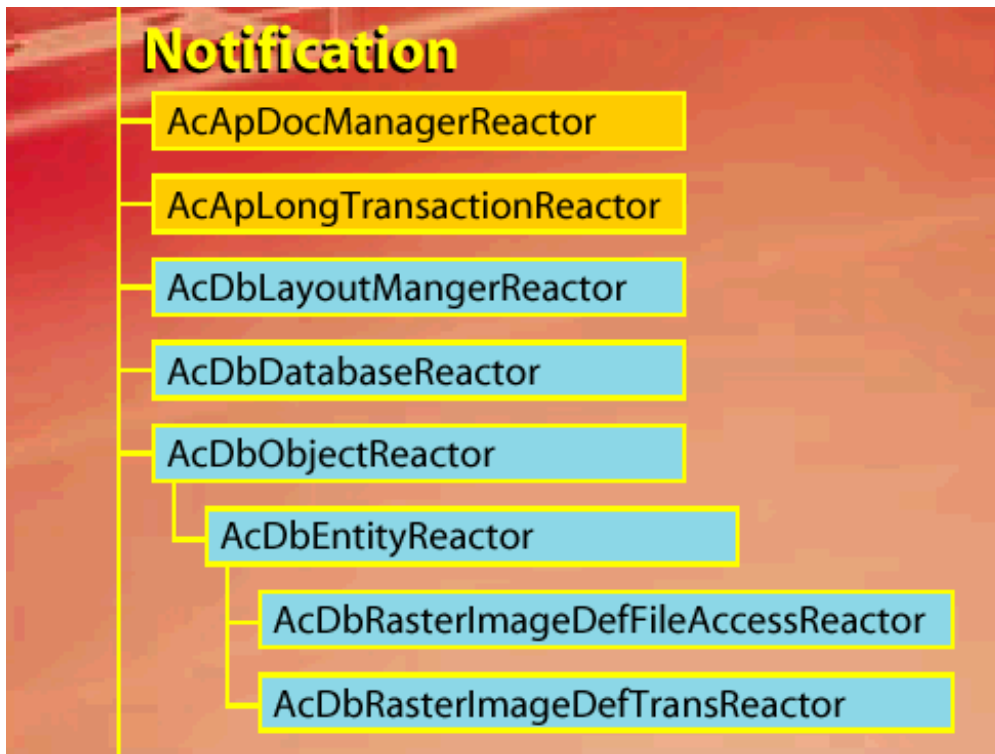 Notification
AcApDocManagerReactor
AcApLongTransactionReactor
AcDbLayoutMangerReactor
AcDbDatabaseReactor
AcDbObjectReactor
AcDbEntityReactor
AcDbRasterImageDefFileAccessReactor
AcDbRasterImageDefTransReactor